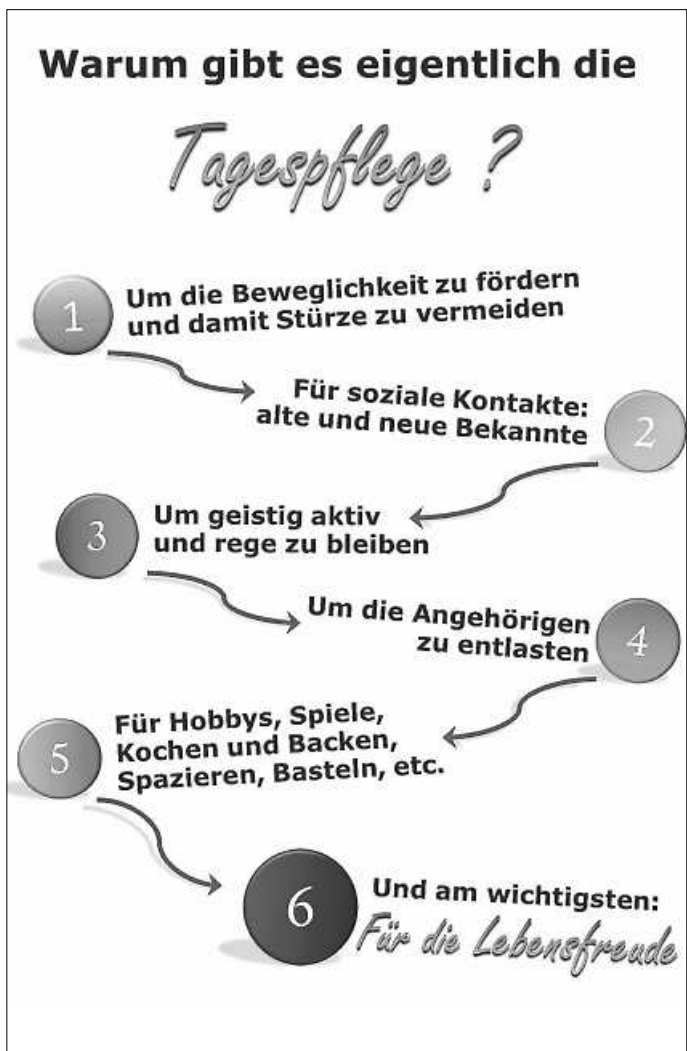 Warum gibt es eigentlich die
Tagespflege ?
1
Um die Beweglichkeit zu fördern
und damit Stürze zu vermeiden
Für soziale Kontakte:
alte und neue Bekannte
2
3
Um geistig aktiv
und rege zu bleiben
Um die Angehörigen
zu entlasten
4
5
Für Hobbys, Spiele,
Kochen und Backen,
Spazieren, Basteln, etc.
6
Und am wichtigsten:
Für die Lebensfreude